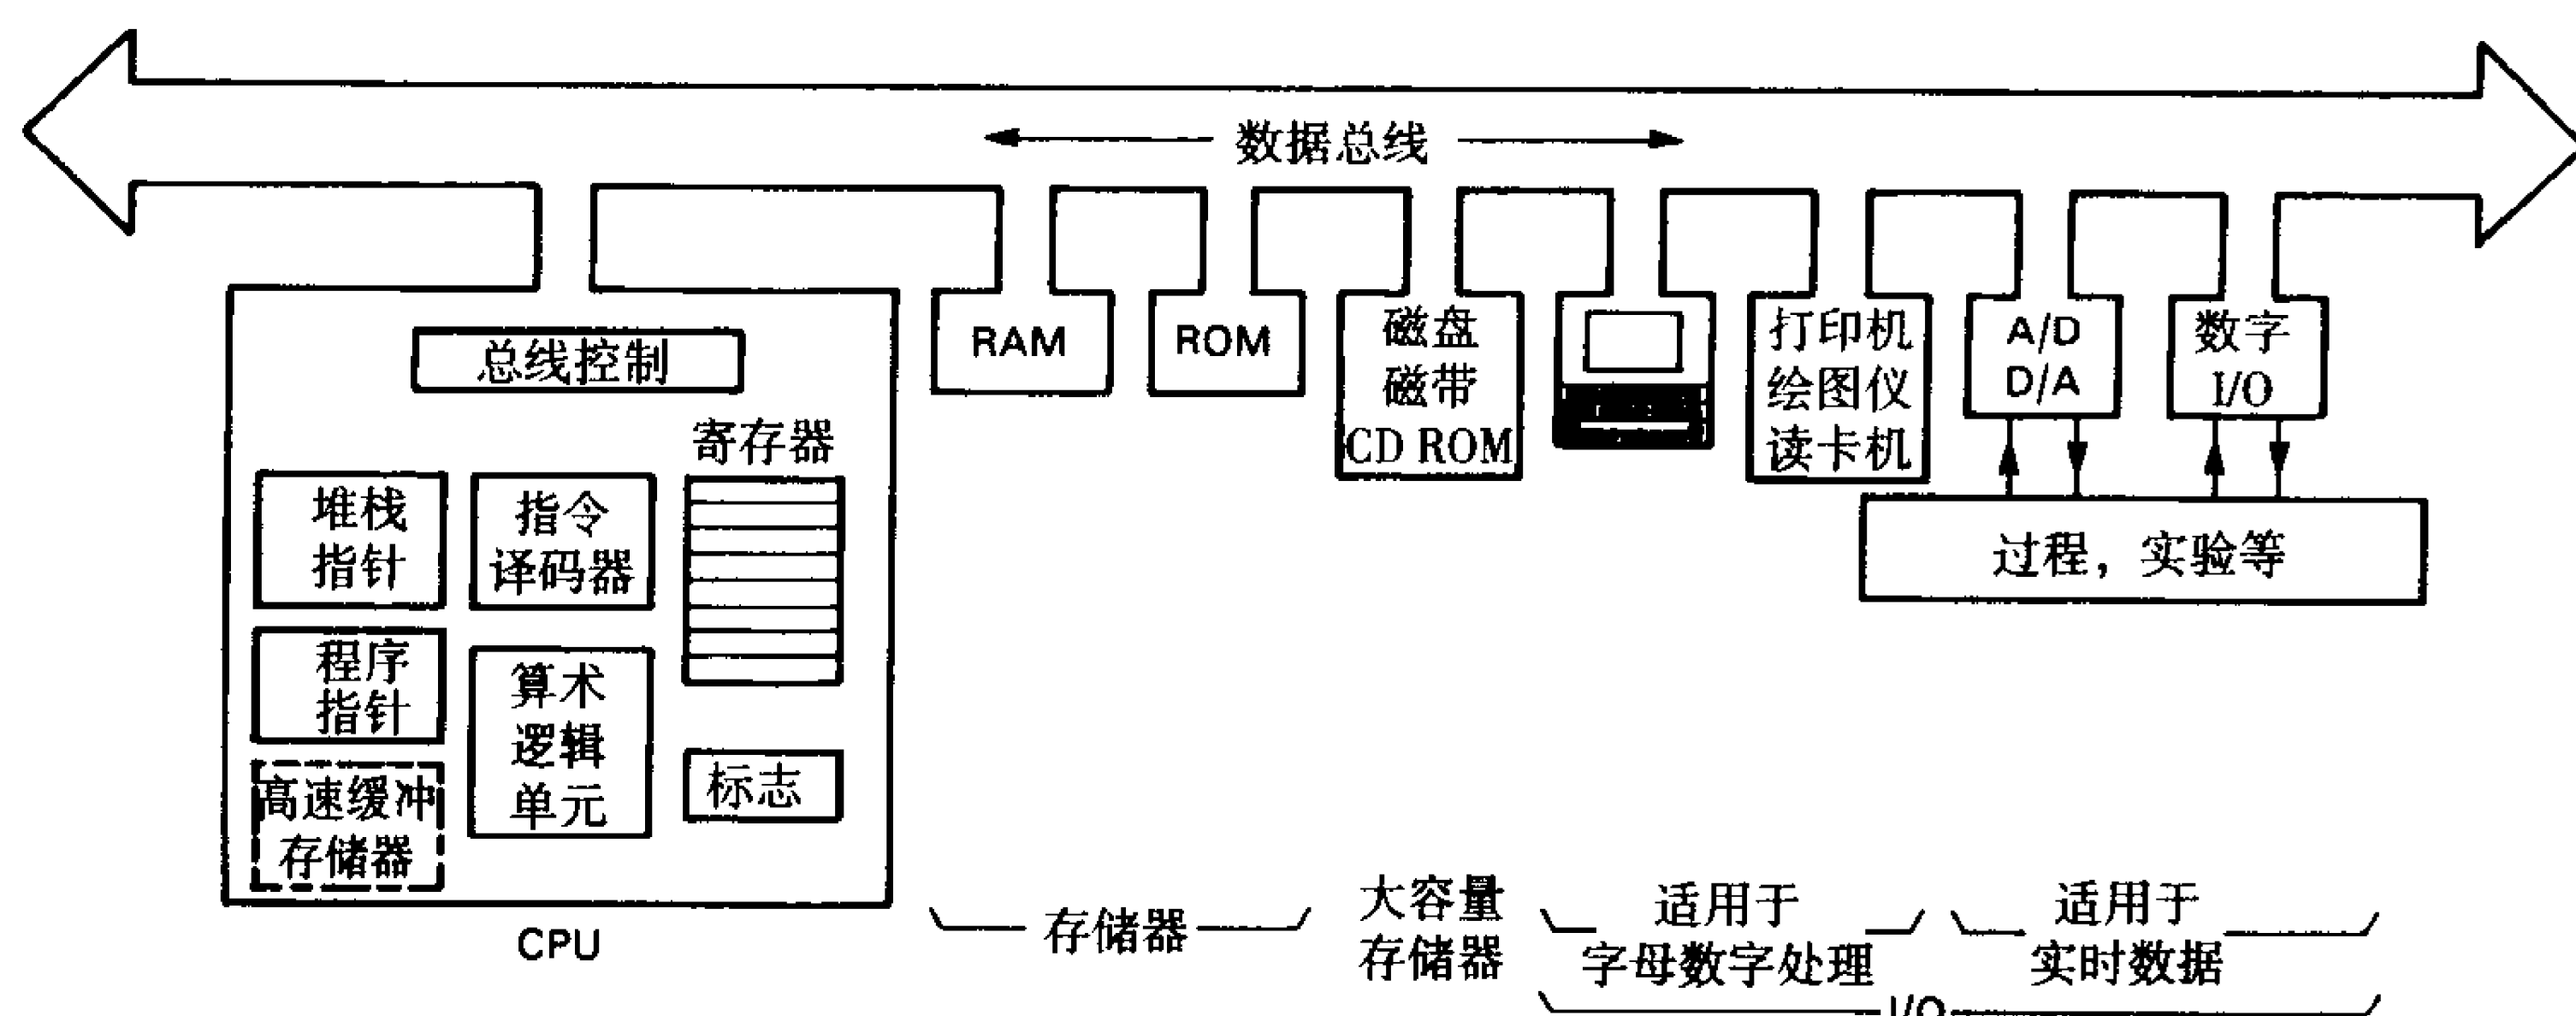 数据总线
总线控制
寄存器
堆栈
指针
指令
译码器
程序
指针
算术
逻辑
单元
高速缓冲
存储器
标志
CPU
RAM
ROM
磁盘
磁带
CD ROM
打印机
绘图仪
读卡机
A/D
D/A
数字
I/O
过程，实验等
存储器
大容量
存储器
适用于
字母数字处理
适用于
实时数据
I/O